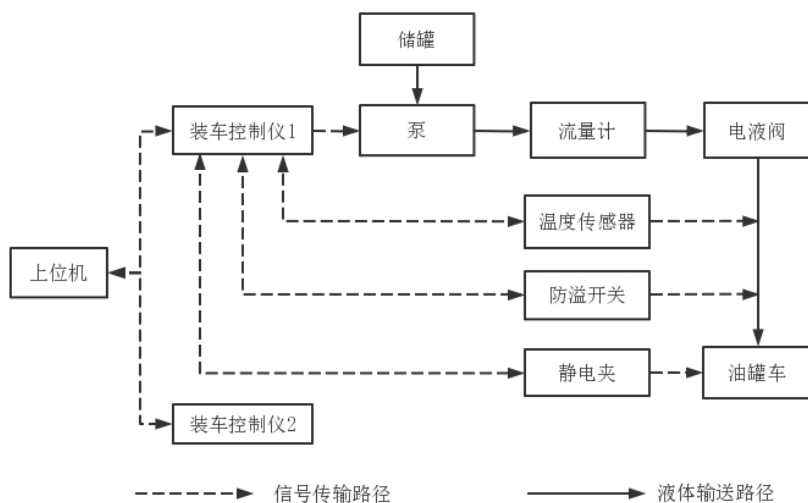 储罐
装车控制仪1
泵
流量计
电液阀
温度传感器
上位机
防溢开关
静电夹
油罐车
装车控制仪2
信号传输路径
液体输送路径